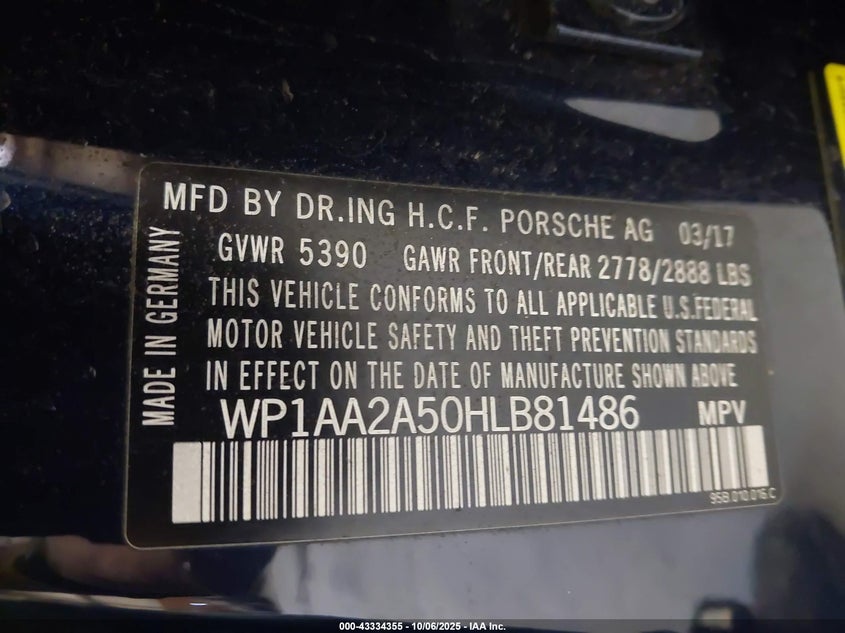 MFD BY DR.ING H.C.F. PORSCHE AG 03/17
GVWR 5390 GAWR FRONT/REAR 2778/2888 LBS
THIS VEHICLE CONFORMS TO ALL APPLICABLE U.S.FEDERAL
MOTOR VEHICLE SAFETY AND THEFT PREVENTION STANDARDS
IN EFFECT ON THE DATE OF MANUFACTURE SHOWN ABOVE
WP1AA2A50HLB81486 MPV
95B.010.016.C
MADE IN GERMANY
000-43334355 - 10/06/2025 - IAA Inc.